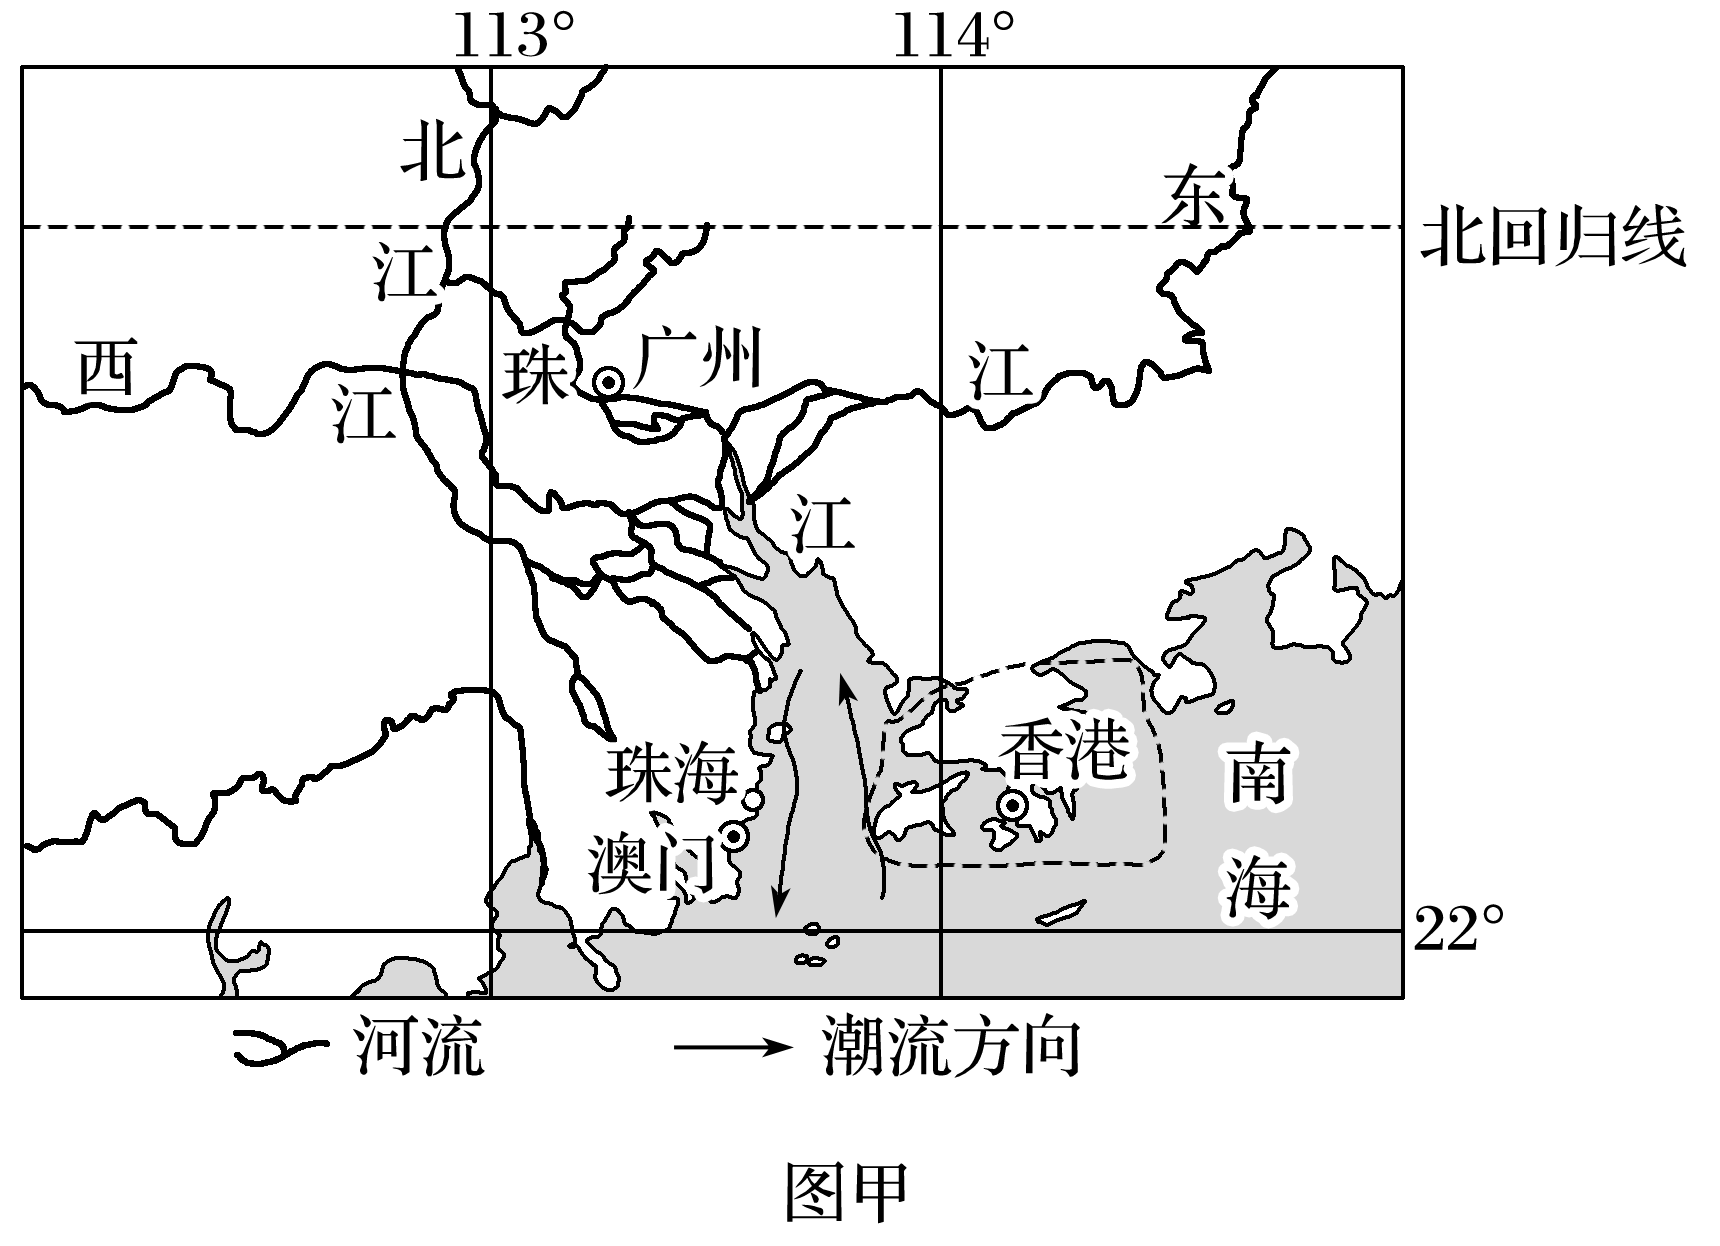 113°
114°
北江
东江
北回归线
西江
广州
珠江
珠海
香港
澳门
南海
22°
河流
潮流方向
图甲